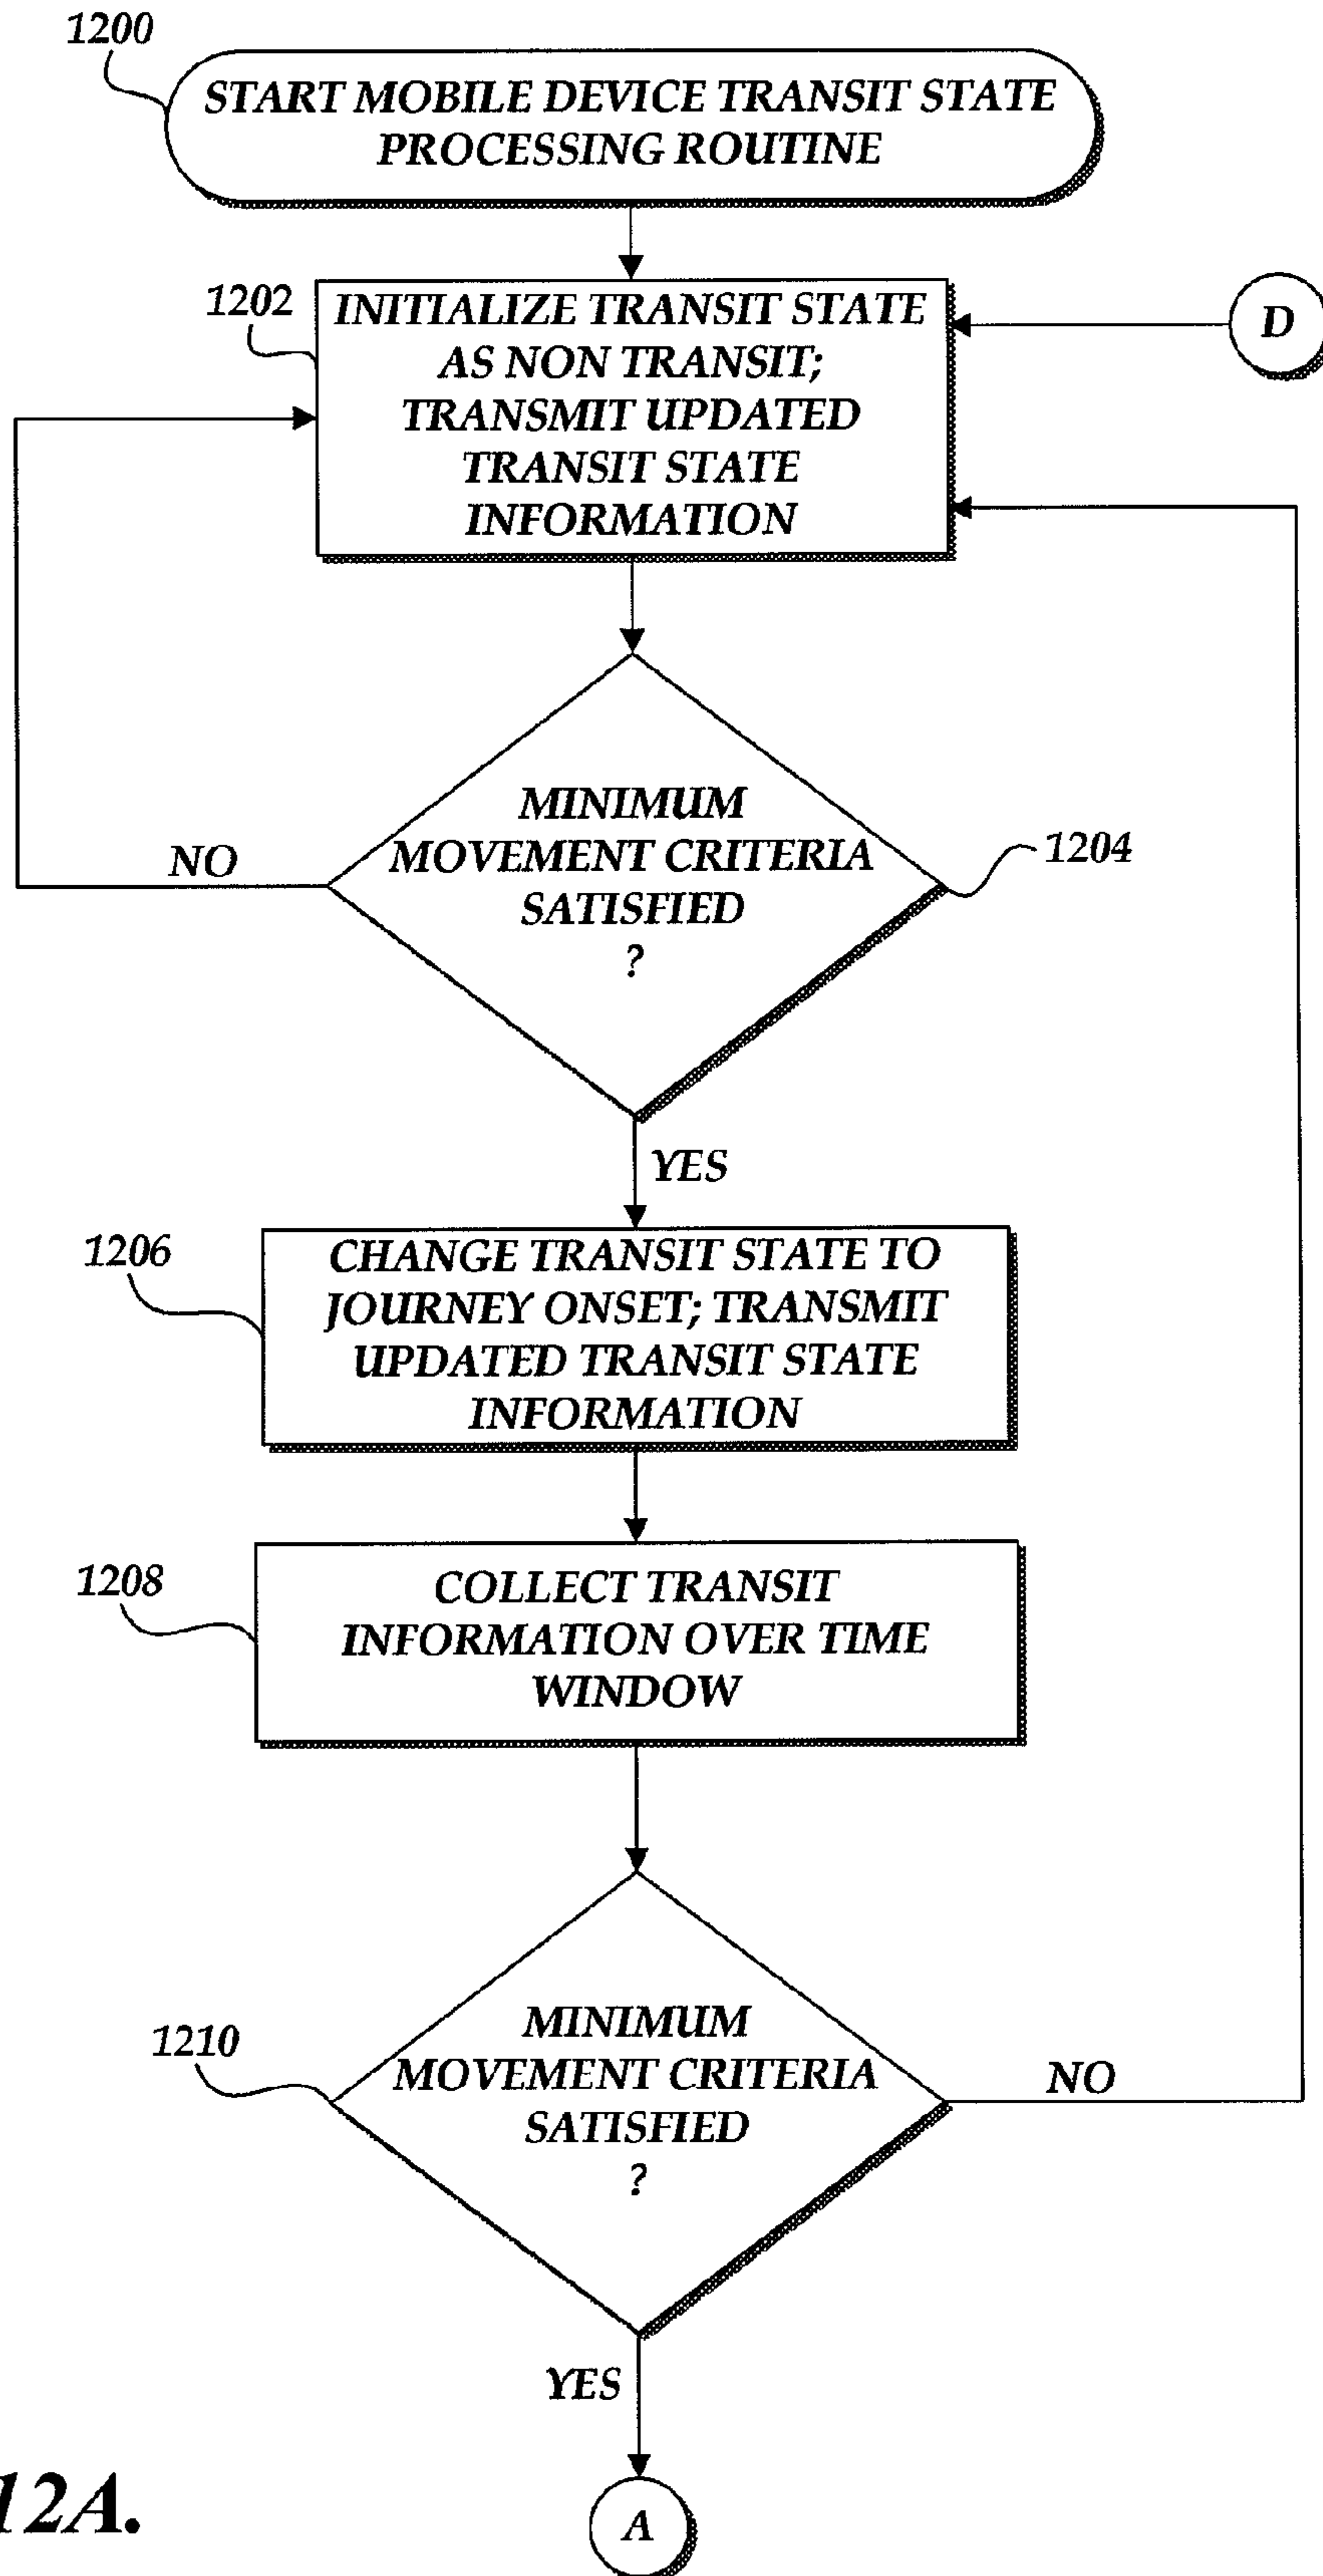 1200
START MOBILE DEVICE TRANSIT STATE
PROCESSING ROUTINE
1202
INITIALIZE TRANSIT STATE
AS NON TRANSIT;
TRANSMIT UPDATED
TRANSIT STATE
INFORMATION
D
MINIMUM
MOVEMENT CRITERIA
SATISFIED
?
NO
1204
YES
1206
CHANGE TRANSIT STATE TO
JOURNEY ONSET; TRANSMIT
UPDATED TRANSIT STATE
INFORMATION
1208
COLLECT TRANSIT
INFORMATION OVER TIME
WINDOW
1210
MINIMUM
MOVEMENT CRITERIA
SATISFIED
?
NO
YES
A
12A.